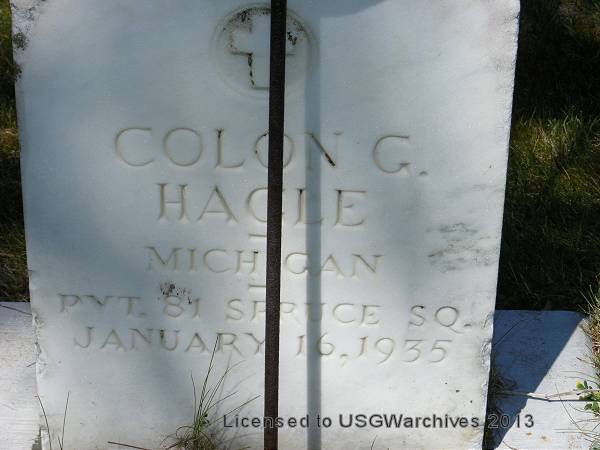 COLON G.
HAGLE
MICHIGAN
PVT. 81 SPRUCE SQ.
JANUARY 16, 1935
Licensed to USGWarchives 2013